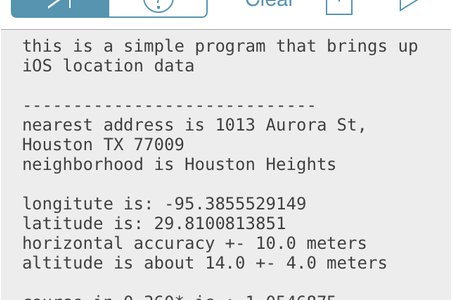 Clear
this is a simple program that brings up
iOS location data
-----------------------------
nearest address is 1013 Aurora St,
Houston TX 77009
neighborhood is Houston Heights
longitute is: -95.3855529149
latitude is: 29.8100813851
horizontal accuracy +- 10.0 meters
altitude is about 14.0 +- 4.0 meters